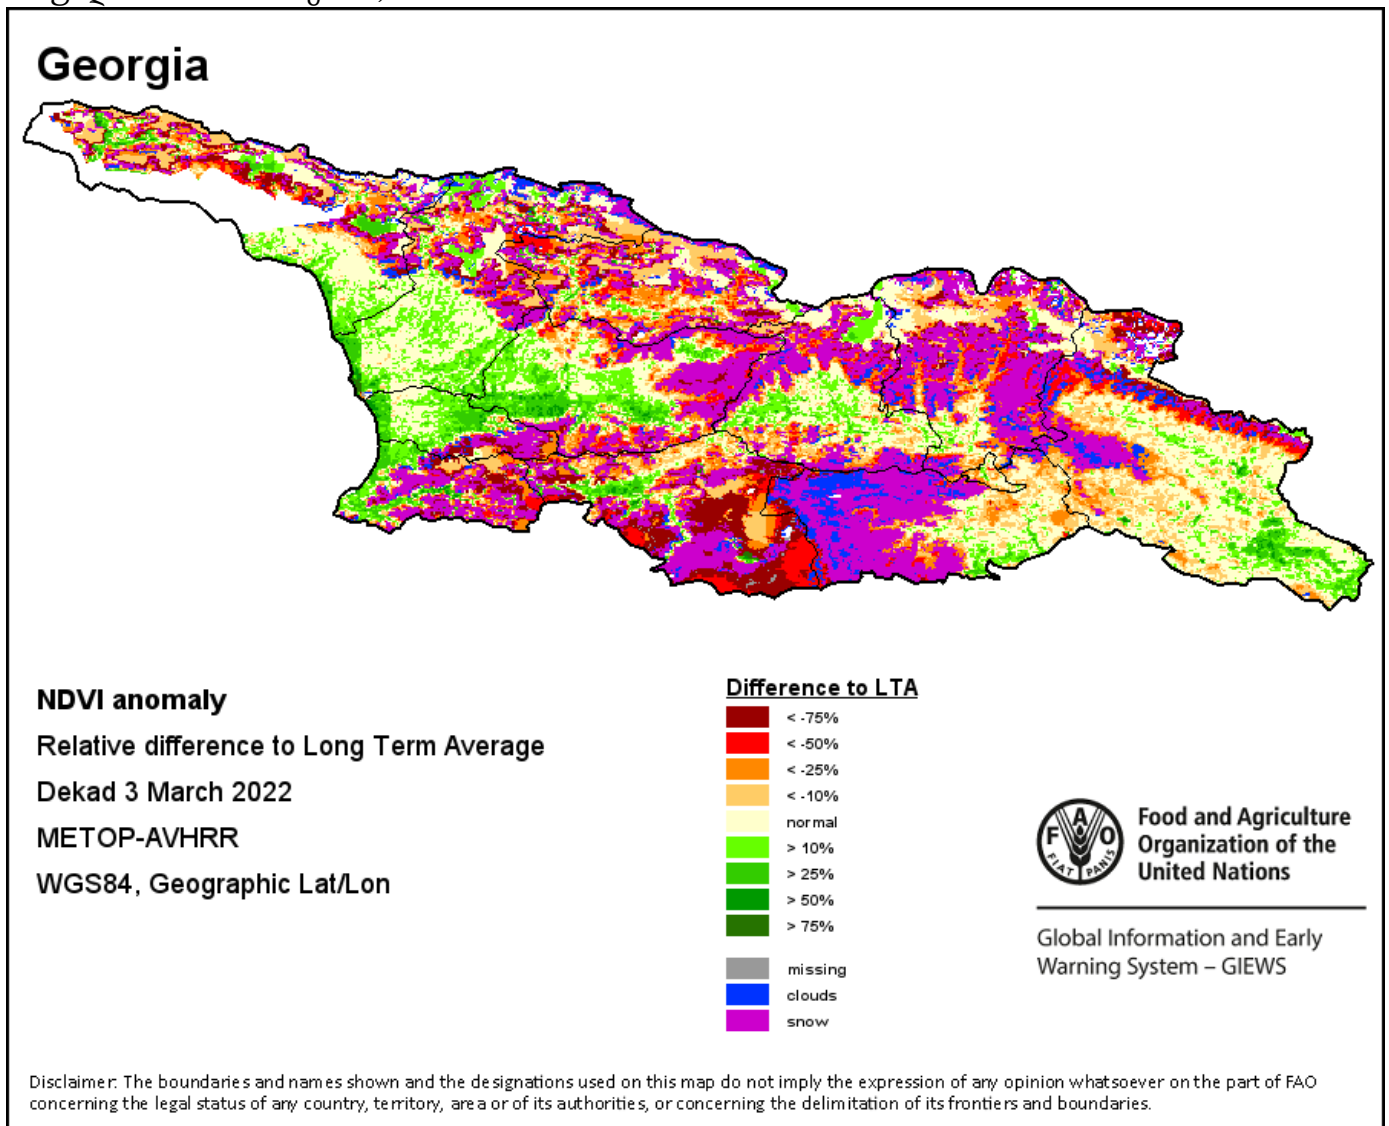 Georgia
NDVI anomaly
Relative difference to Long Term Average
Dekad 3 March 2022
METOP-AVHRR
WGS84, Geographic Lat/Lon
Difference to LTA
< -75%
< -50%
< -25%
< -10%
normal
> 10%
> 25%
> 50%
> 75%
missing
clouds
snow
F A O
FIAT PANIS
Food and Agriculture
Organization of the
United Nations
Global Information and Early
Warning System – GIEWS
Disclaimer: The boundaries and names shown and the designations used on this map do not imply the expression of any opinion whatsoever on the part of FAO
concerning the legal status of any country, territory, area or of its authorities, or concerning the delimitation of its frontiers and boundaries.